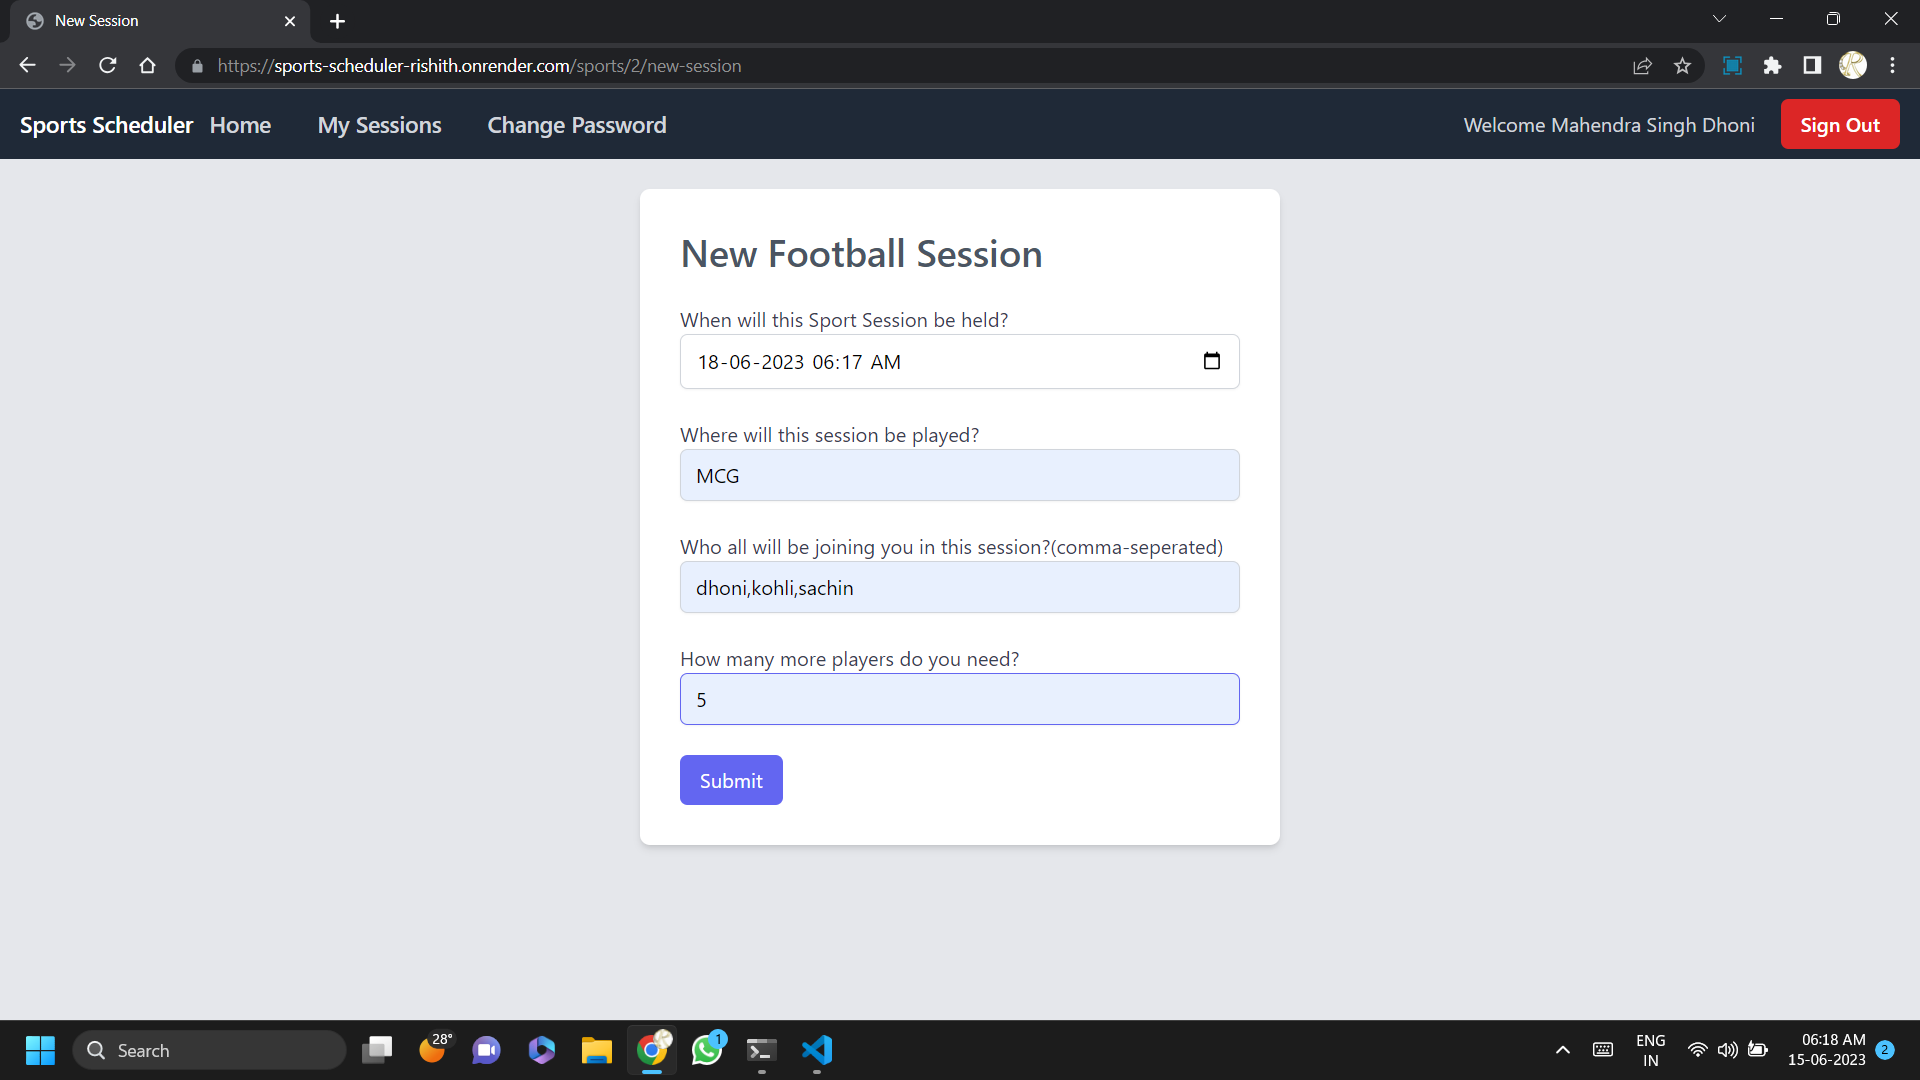 New Session
https://sports-scheduler-rishith.onrender.com/sports/2/new-session
Sports Scheduler Home My Sessions Change Password Welcome Mahendra Singh Dhoni Sign Out
New Football Session
When will this Sport Session be held?
18-06-2023 06:17 AM
Where will this session be played?
MCG
Who all will be joining you in this session?(comma-seperated)
dhoni,kohli,sachin
How many more players do you need?
5
Submit
Search 28° 1 ENG IN 06:18 AM 15-06-2023 2